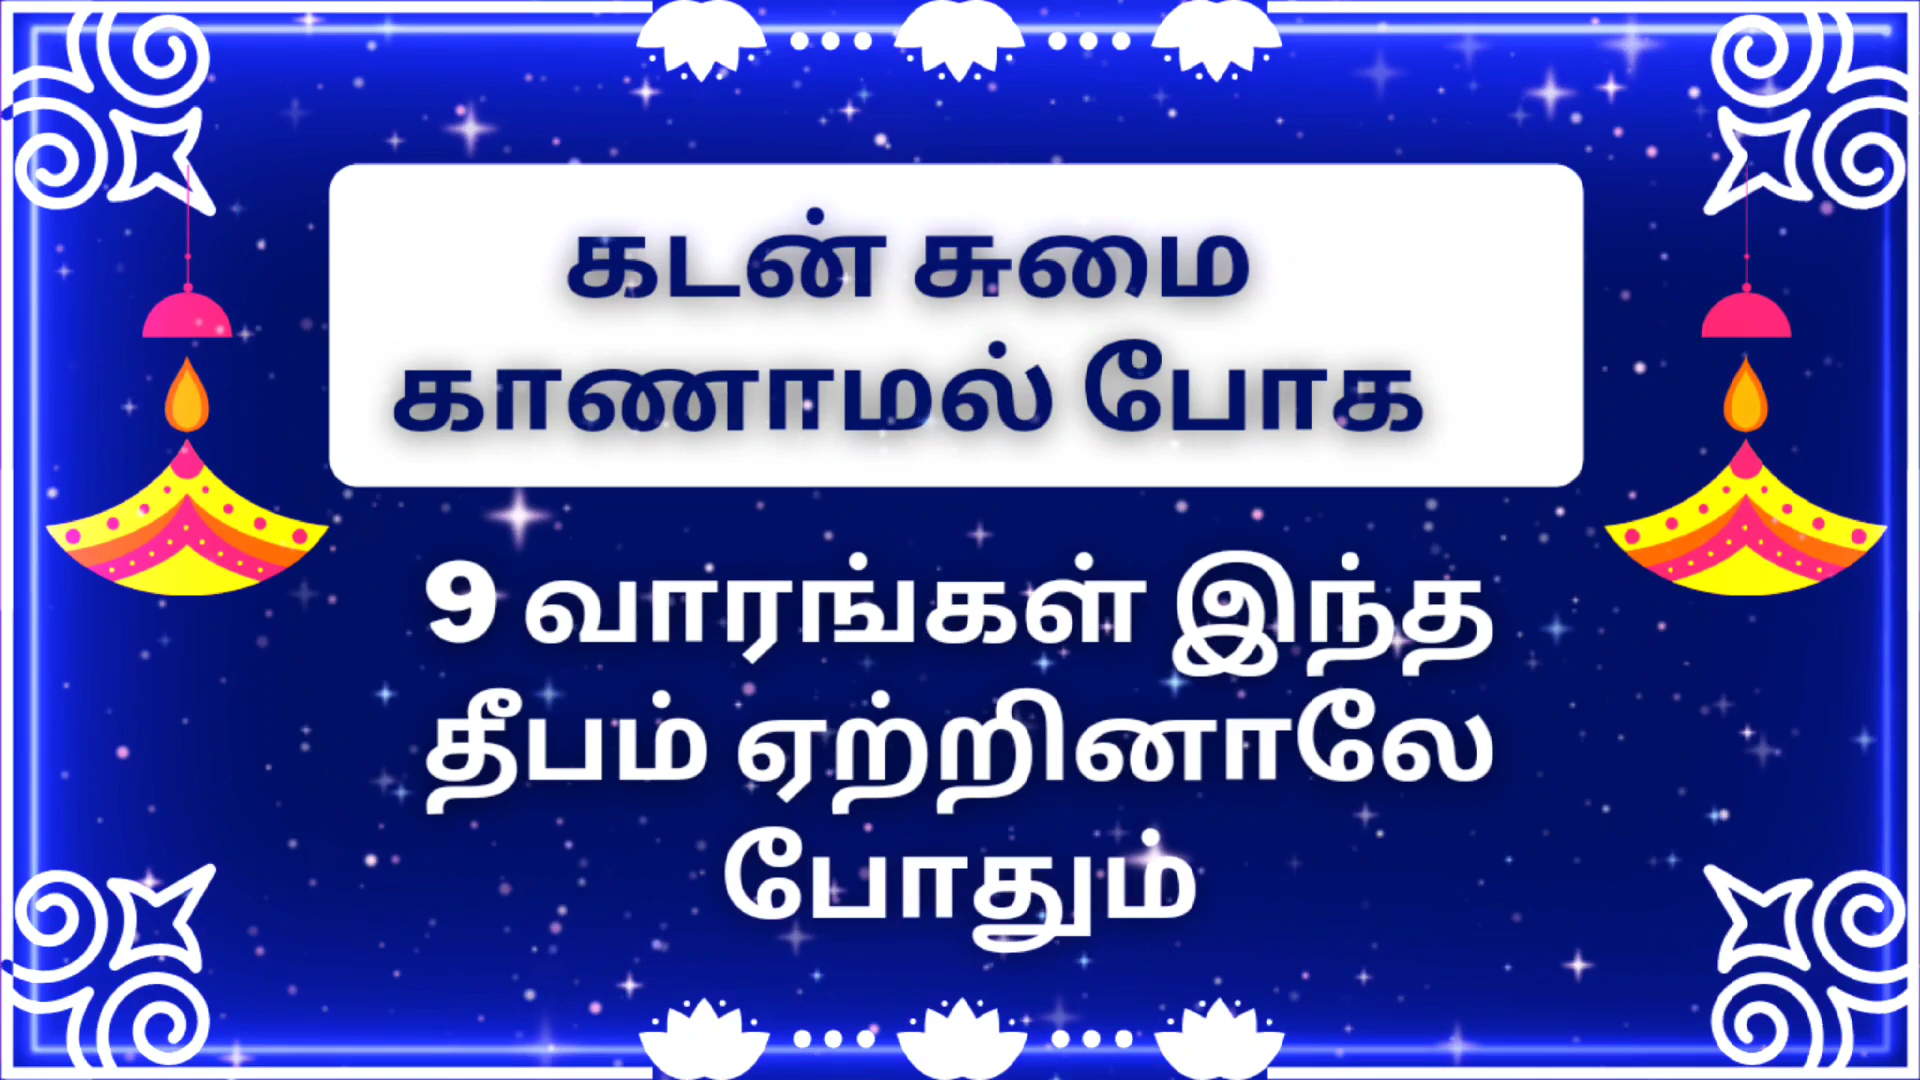 கடன் சுமை
காணாமல் போக
9 வாரங்கள் இந்த
தீபம் ஏற்றினாலே
போதும்